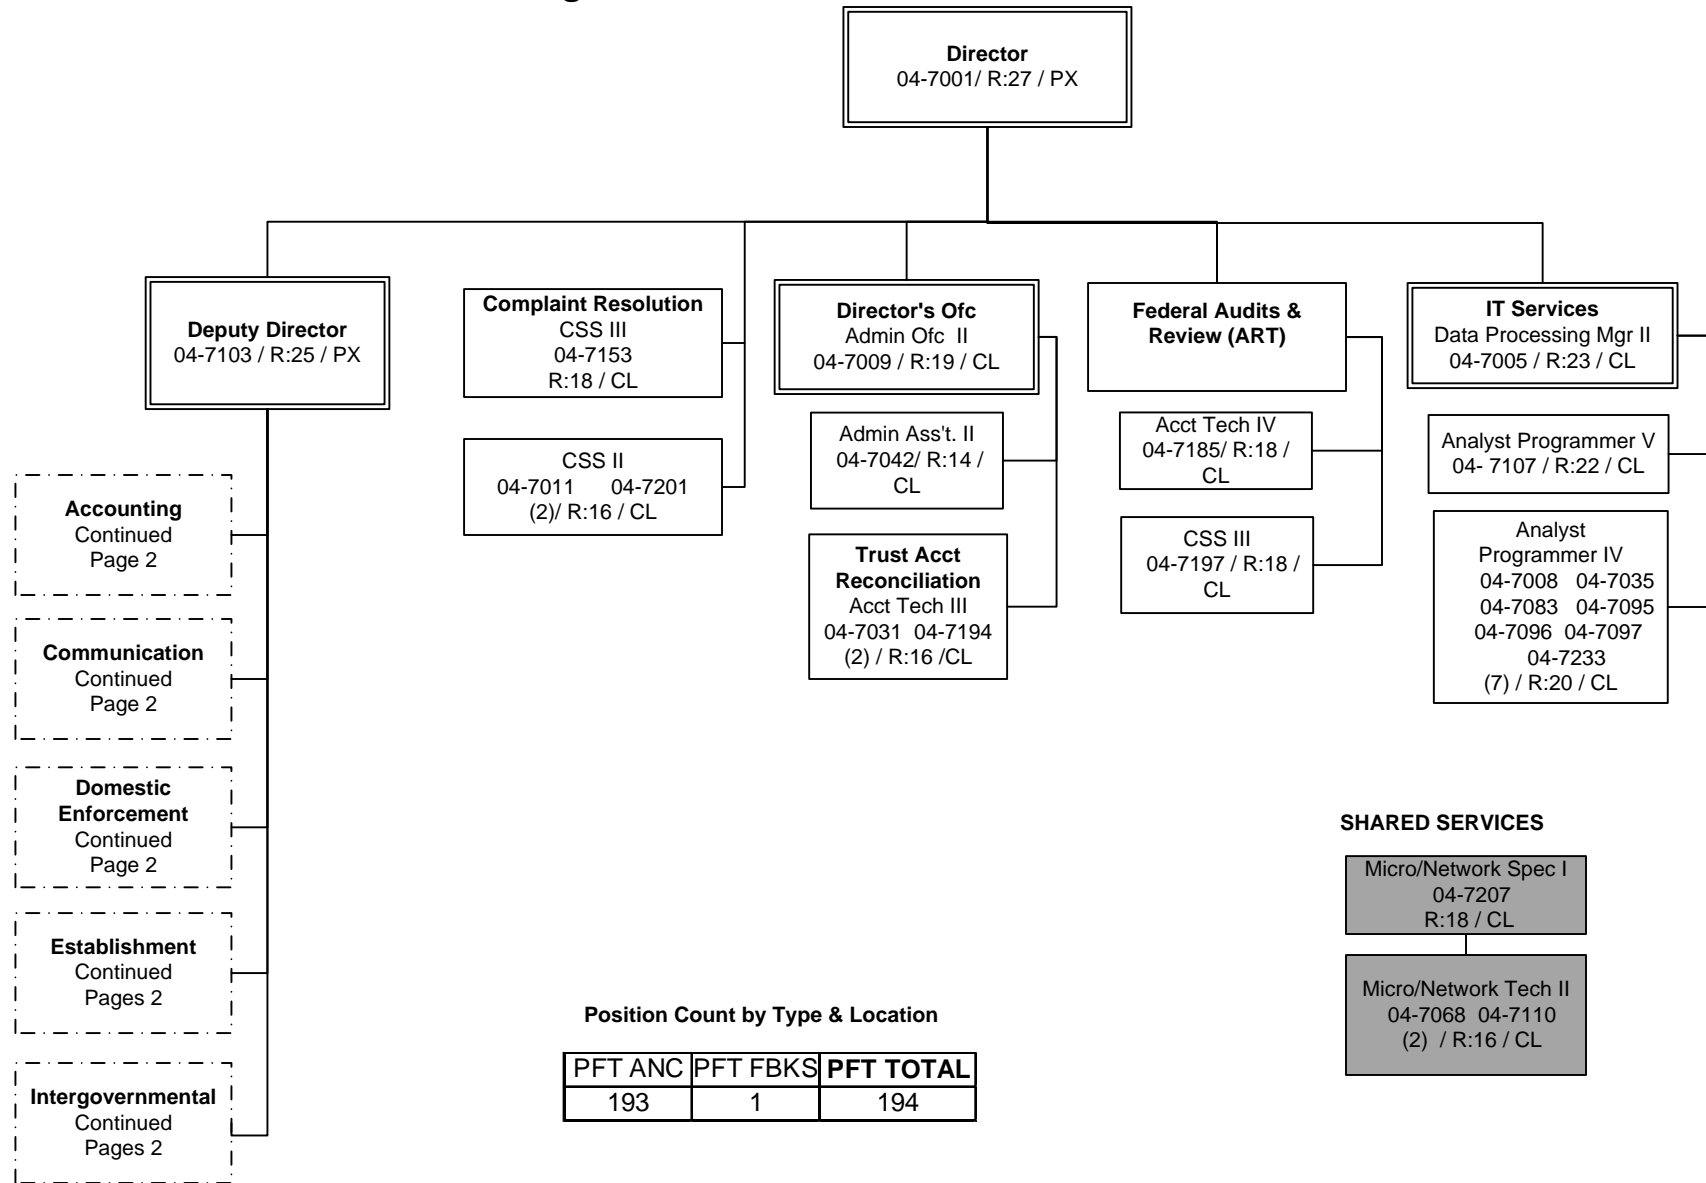 Director
04-7001/ R:27 / PX
Deputy Director
04-7103 / R:25 / PX
Complaint Resolution
CSS III
04-7153
R:18 / CL
CSS II
04-7011 04-7201
(2)/ R:16 / CL
Director's Ofc
Admin Ofc II
04-7009 / R:19 / CL
Admin Ass't. II
04-7042/ R:14 /
CL
Trust Acct
Reconciliation
Acct Tech III
04-7031 04-7194
(2) / R:16 /CL
Federal Audits &
Review (ART)
Acct Tech IV
04-7185/ R:18 /
CL
CSS III
04-7197 / R:18 /
CL
IT Services
Data Processing Mgr II
04-7005 / R:23 / CL
Analyst Programmer V
04- 7107 / R:22 / CL
Analyst
Programmer IV
04-7008 04-7035
04-7083 04-7095
04-7096 04-7097
04-7233
(7) / R:20 / CL
Accounting
Continued
Page 2
Communication
Continued
Page 2
Domestic
Enforcement
Continued
Page 2
Establishment
Continued
Pages 2
Intergovernmental
Continued
Pages 2
SHARED SERVICES
Micro/Network Spec I
04-7207
R:18 / CL
Micro/Network Tech II
04-7068 04-7110
(2) / R:16 / CL
Position Count by Type & Location
PFT ANC PFT FBKS PFT TOTAL
193 1 194